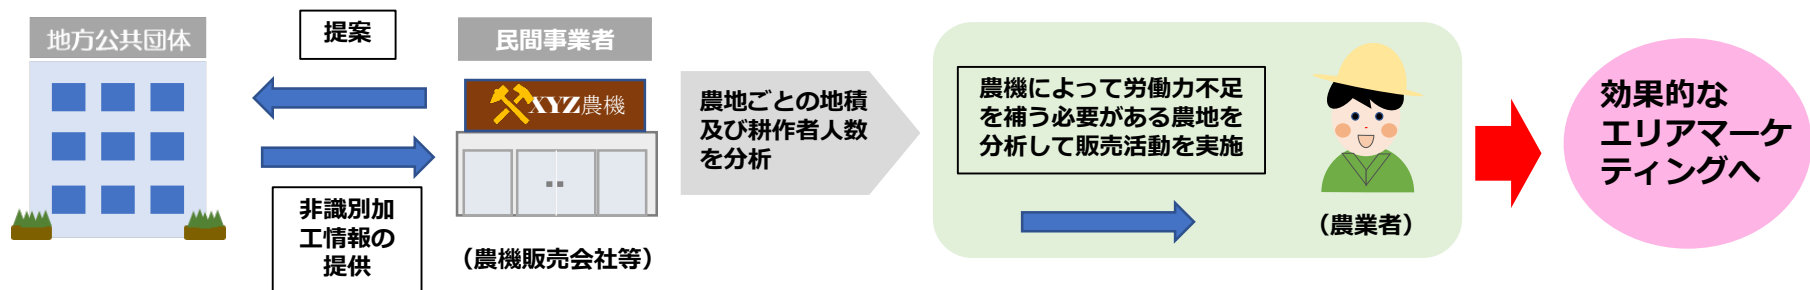 地方公共団体
提案
非識別加
工情報の
提供
民間事業者
XYZ農機
（農機販売会社等）
農地ごとの地積
及び耕作者人数
を分析
農機によって労働力不足
を補う必要がある農地を
分析して販売活動を実施
（農業者）
効果的な
エリアマーケ
ティングへ